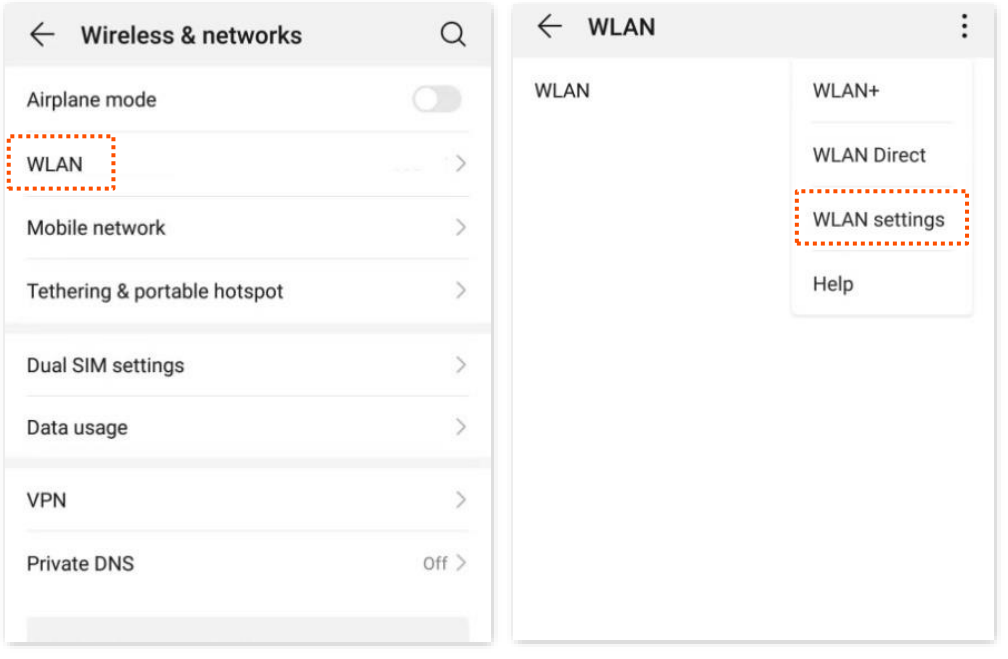 Wireless & networks
Airplane mode
WLAN
Mobile network
Tethering & portable hotspot
Dual SIM settings
Data usage
VPN
Private DNS
Off
WLAN
WLAN
WLAN+
WLAN Direct
WLAN settings
Help